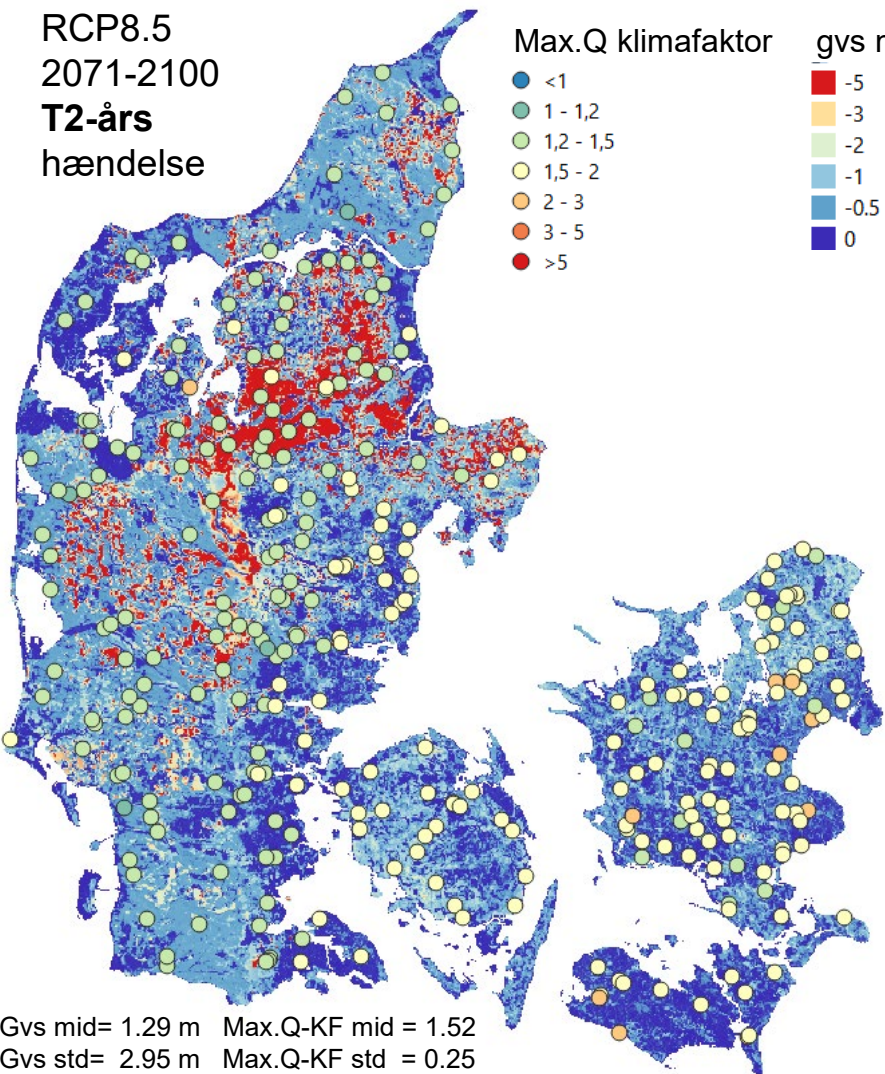 RCP8.5
2071-2100
T2-års
hændelse
Max.Q klimafaktor
<1
1 - 1,2
1,2 - 1,5
1,5 - 2
2 - 3
3 - 5
>5
gvs
-5
-3
-2
-1
-0.5
0
Gvs mid= 1.29 m Max.Q-KF mid = 1.52
Gvs std= 2.95 m Max.Q-KF std = 0.25